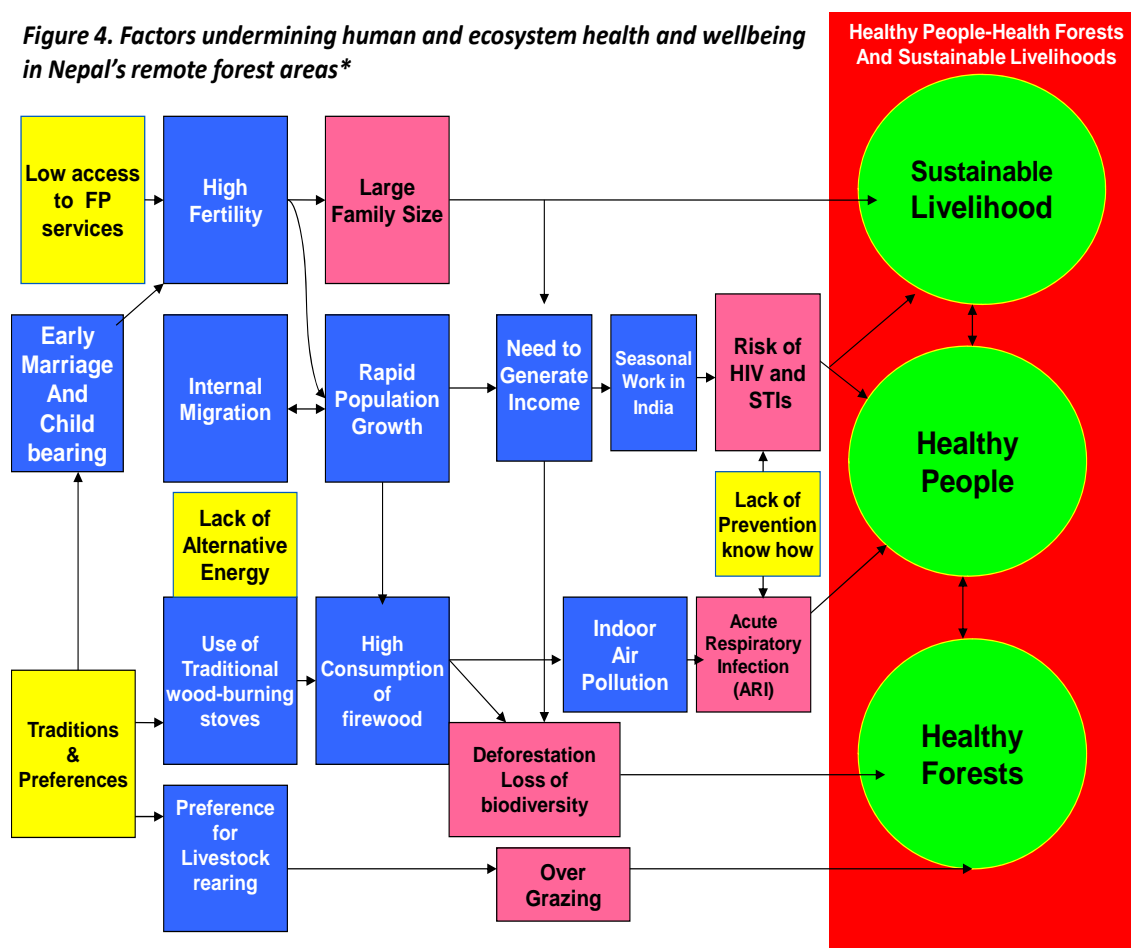 Figure 4. Factors undermining human and ecosystem health and wellbeing
in Nepal's remote forest areas*
Healthy People-Health Forests
And Sustainable Livelihoods
Low access
to FP
services
High
Fertility
Large
Family Size
Sustainable
Livelihood
Early
Marriage
And
Child
bearing
Internal
Migration
Rapid
Population
Growth
Need to
Generate
Income
Seasonal
Work in
India
Risk of
HIV and
STIs
Healthy
People
Lack of
Alternative
Energy
Lack of
Prevention
know how
Use of
Traditional
wood-burning
stoves
High
Consumption
of
firewood
Indoor
Air
Pollution
Acute
Respiratory
Infection
(ARI)
Traditions
&
Preferences
Deforestation
Loss of
biodiversity
Healthy
Forests
Preference
for
Livestock
rearing
Over
Grazing